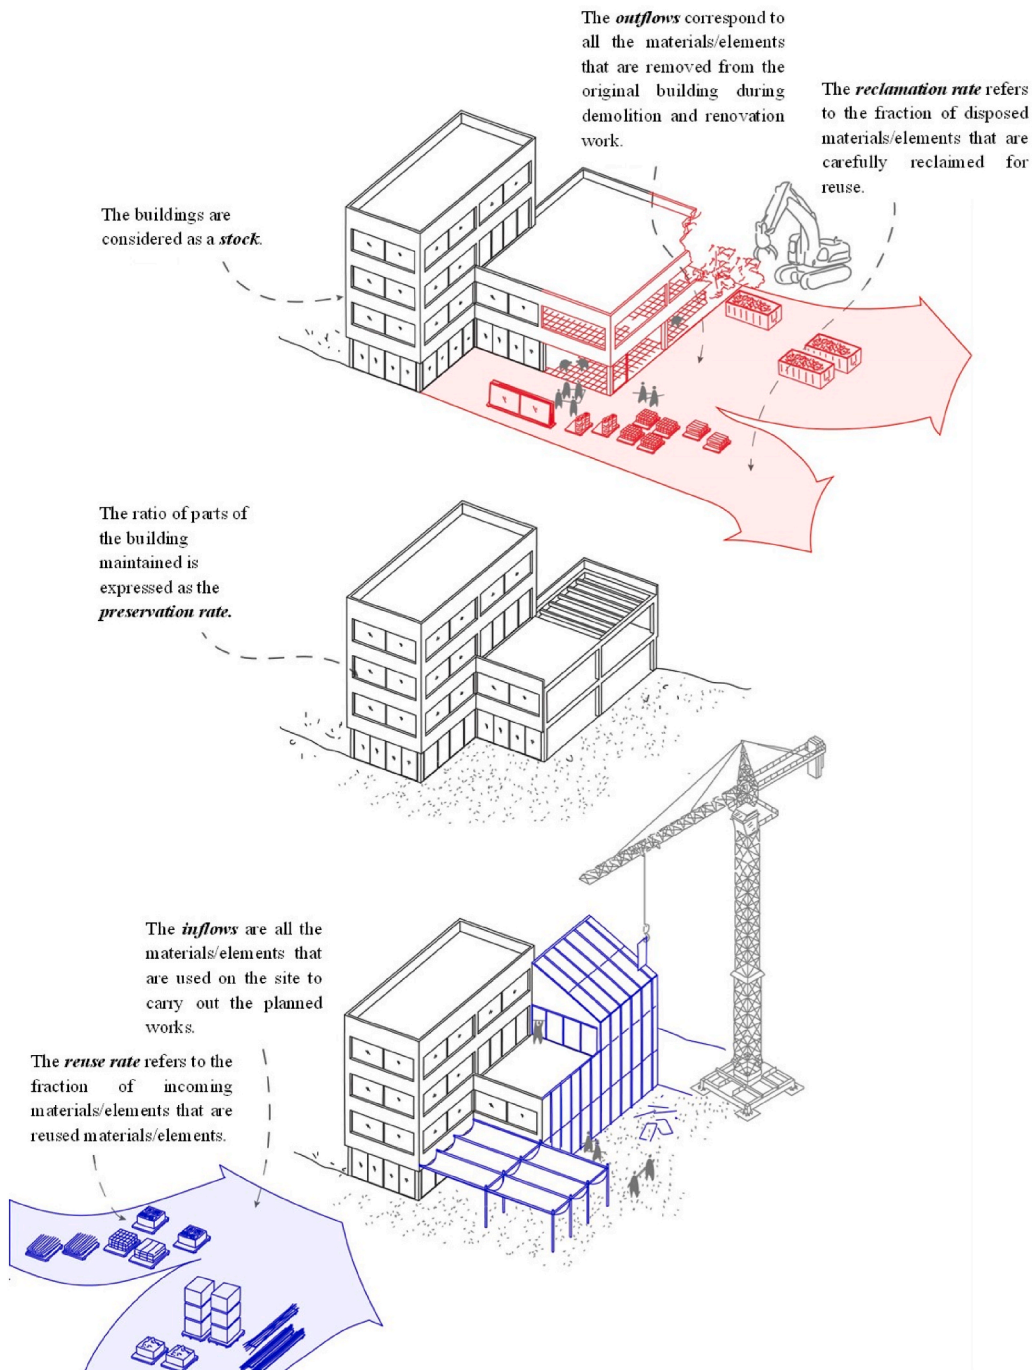 The outflows correspond to
all the materials/elements
that are removed from the
original building during
demolition and renovation
work.
The reclamation rate refers
to the fraction of disposed
materials/elements that are
carefully reclaimed for
reuse.
The buildings are
considered as a stock.
The ratio of parts of
the building
maintained is
expressed as the
preservation rate.
The inflows are all the
materials/elements that
are used on the site to
carry out the planned
works.
The reuse rate refers to the
fraction of incoming
materials/elements that are
reused materials/elements.